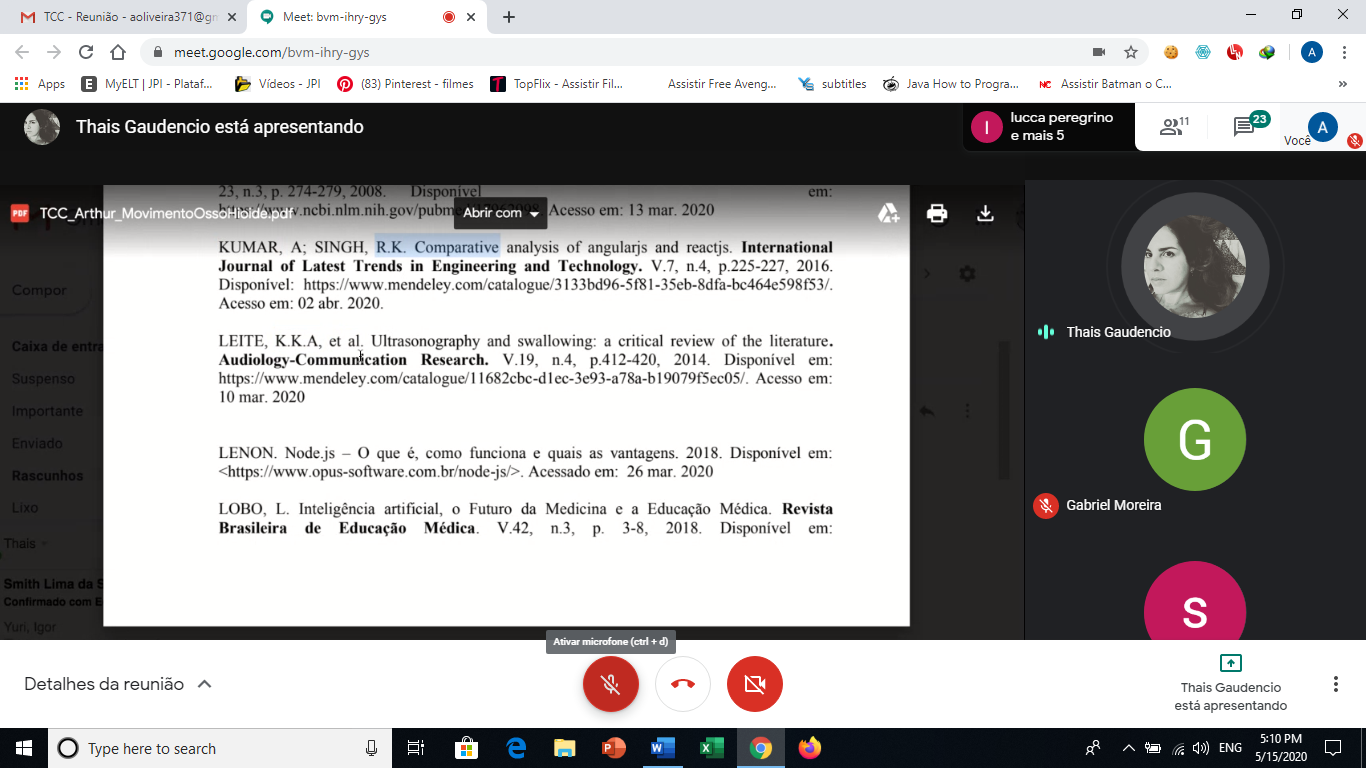 TCC - Reunião - aoliveira371@gm
Meet: bvm-ihry-gys
meet.google.com/bvm-ihry-gys
A
Apps
MyELT | JPI - Plataf...
Vídeos - JPI
(83) Pinterest - filmes
TopFlix - Assistir Fil...
Assistir Free Aveng...
subtitles
Java How to Progra...
NC Assistir Batman o C...
»
Thais Gaudencio está apresentando
l
lucca peregrino
e mais 5
11
23
Você
A
23, n.3, p. 274-279, 2008. Disponível em:
Acesso em: 13 mar. 2020
PDF TCC_Arthur_MovimentoOssoHioide.pdf
Abrir com
KUMAR, A; SINGH, R.K. Comparative analysis of angularjs and reactjs. International
Journal of Latest Trends in Engineering and Technology. V.7, n.4, p.225-227, 2016.
Disponível: https://www.mendeley.com/catalogue/3133bd96-5f81-35eb-8dfa-bc464e598f53/.
Acesso em: 02 abr. 2020.
LEITE, K.K.A, et al. Ultrasonography and swallowing: a critical review of the literature.
Audiology-Communication Research. V.19, n.4, p.412-420, 2014. Disponível em:
https://www.mendeley.com/catalogue/11682cbc-d1ec-3e93-a78a-b19079f5ec05/. Acesso em:
10 mar. 2020
LENON. Node.js – O que é, como funciona e quais as vantagens. 2018. Disponível em:
<https://www.opus-software.com.br/node-js/>. Acessado em: 26 mar. 2020
LOBO, L. Inteligência artificial, o Futuro da Medicina e a Educação Médica. Revista
Brasileira de Educação Médica. V.42, n.3, p. 3-8, 2018. Disponível em:
Compor
Caixa de entra
Suspenso
Importante
Enviado
Rascunhos
Lixo
Thais
Smith Lima da S
Confirmado com E
Yuri, Igor
Thais Gaudencio
G
Gabriel Moreira
S
Ativar microfone (ctrl + d)
Detalhes da reunião
Thais Gaudencio
está apresentando
Type here to search
ENG
5:10 PM
5/15/2020